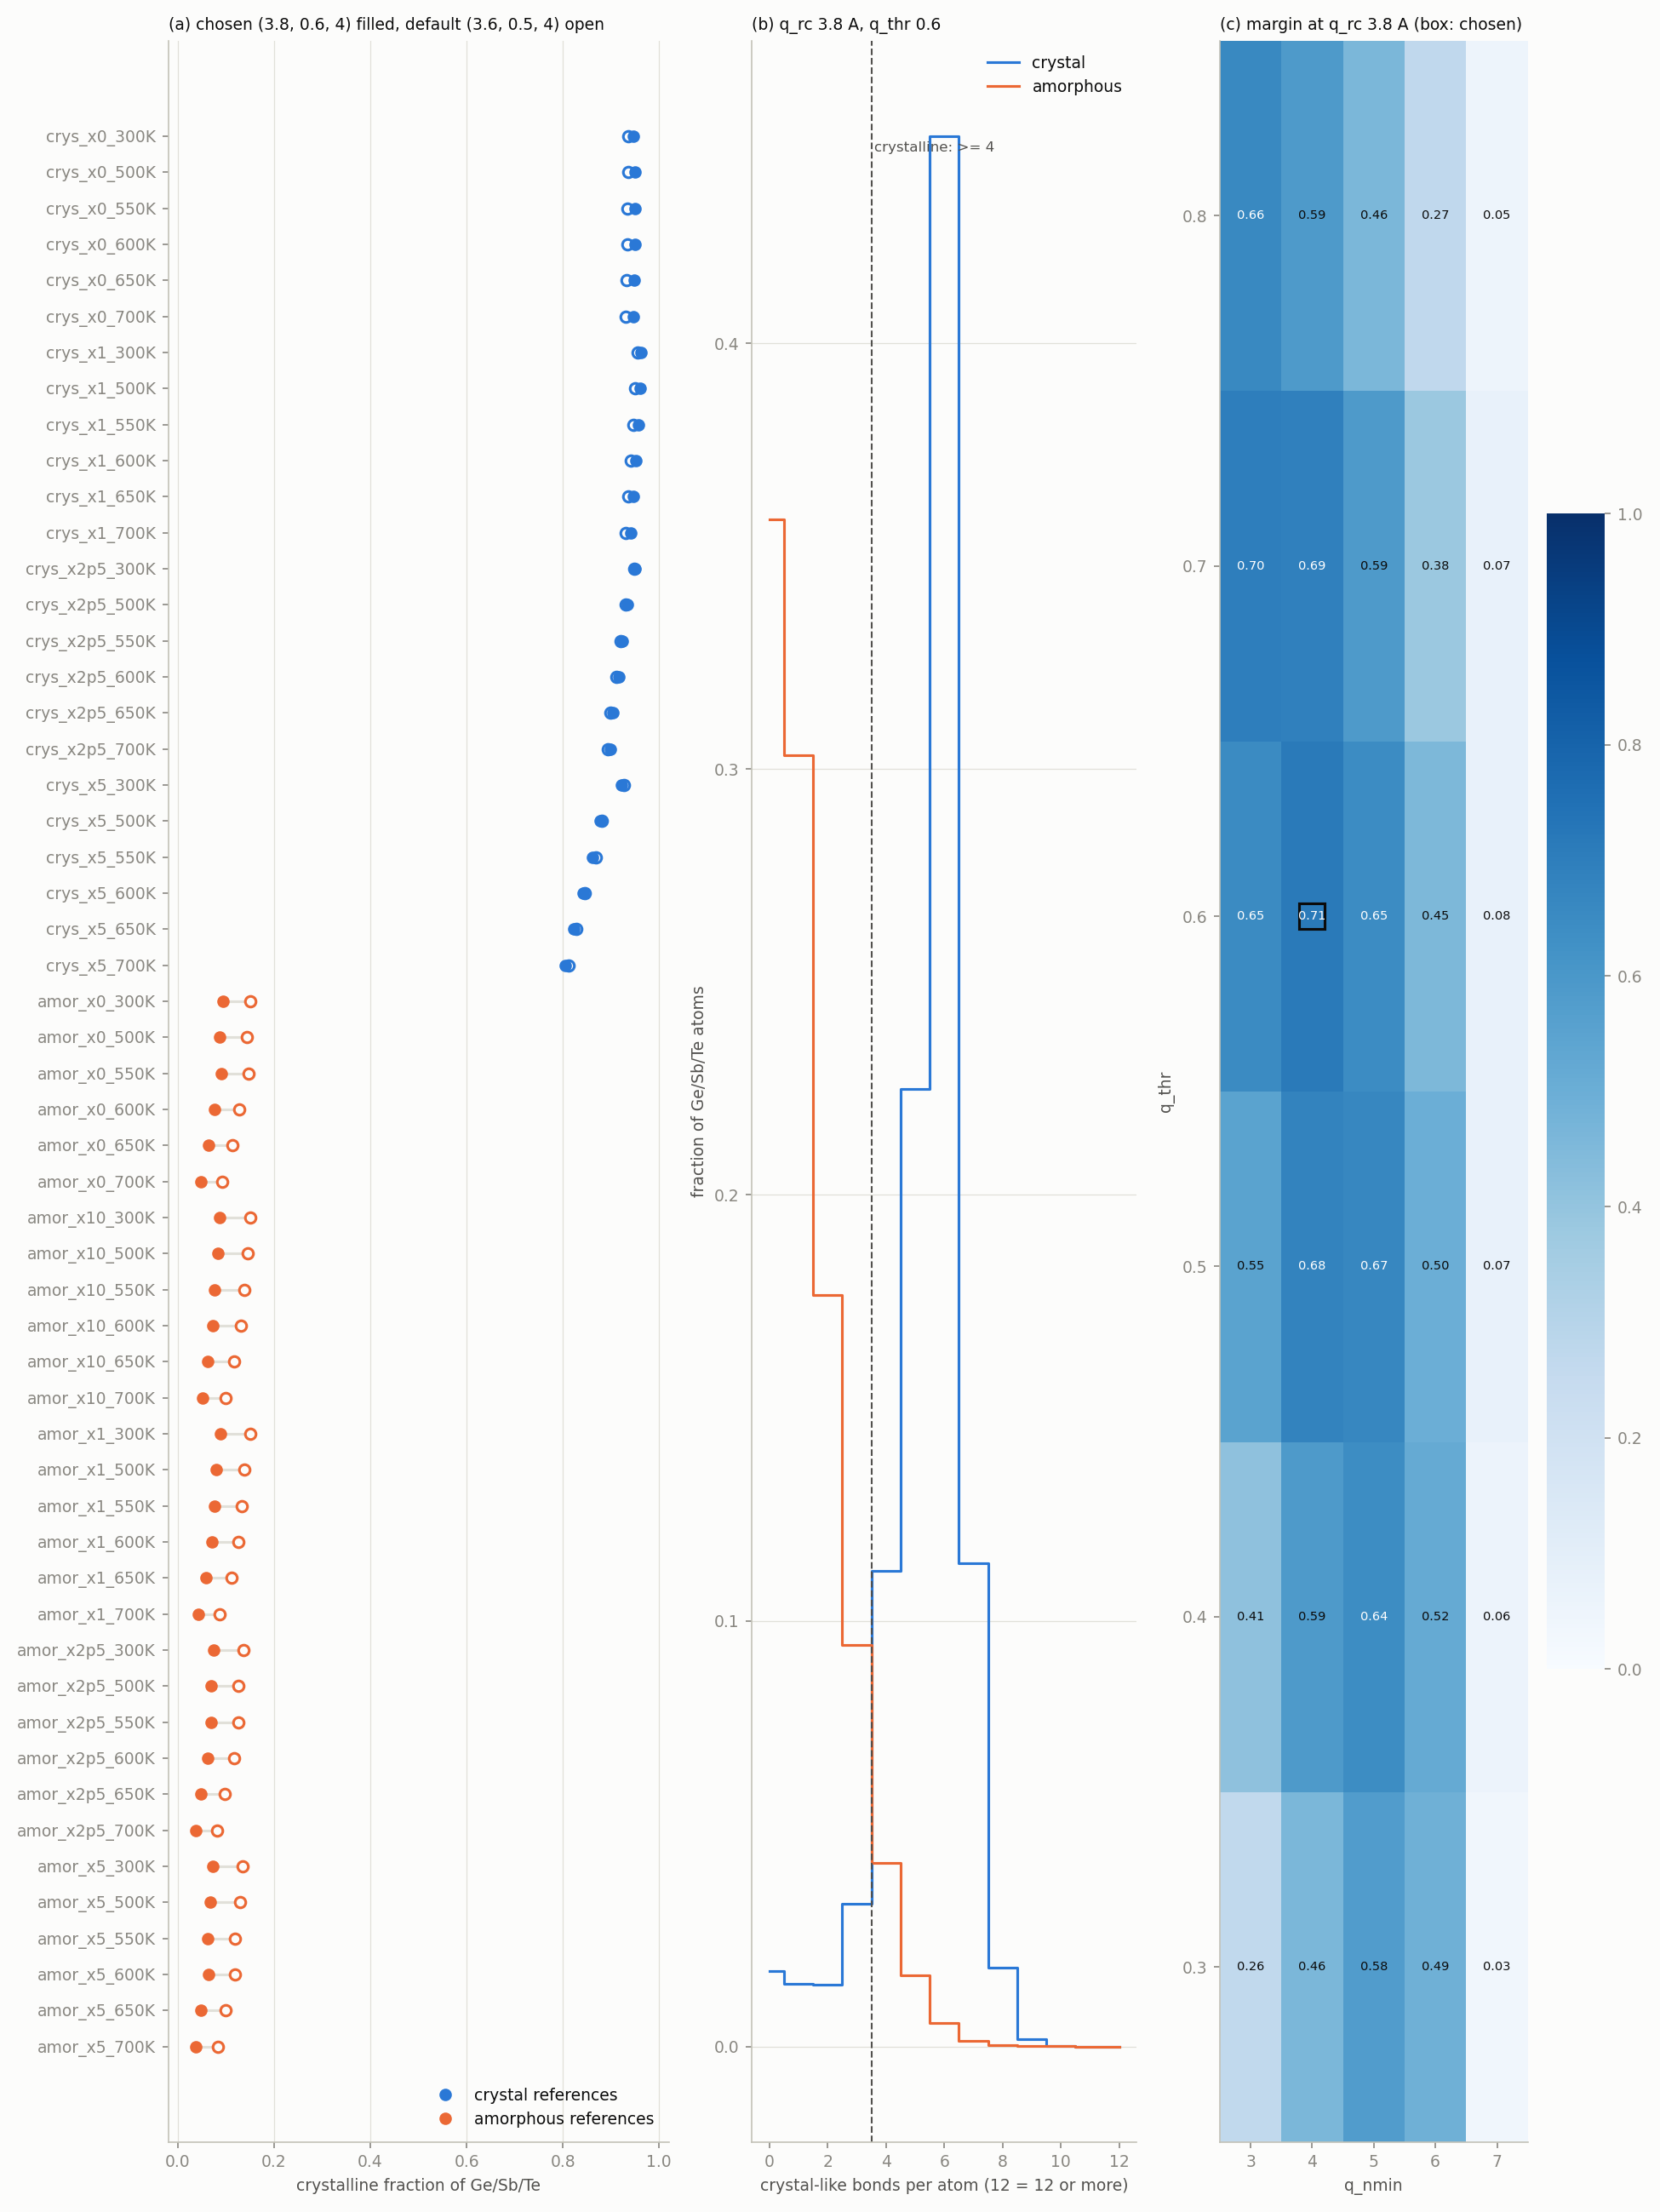 (a) chosen (3.8, 0.6, 4) filled, default (3.6, 0.5, 4) open
crys_x0_300K
crys_x0_500K
crys_x0_550K
crys_x0_600K
crys_x0_650K
crys_x0_700K
crys_x1_300K
crys_x1_500K
crys_x1_550K
crys_x1_600K
crys_x1_650K
crys_x1_700K
crys_x2p5_300K
crys_x2p5_500K
crys_x2p5_550K
crys_x2p5_600K
crys_x2p5_650K
crys_x2p5_700K
crys_x5_300K
crys_x5_500K
crys_x5_550K
crys_x5_600K
crys_x5_650K
crys_x5_700K
amor_x0_300K
amor_x0_500K
amor_x0_550K
amor_x0_600K
amor_x0_650K
amor_x0_700K
amor_x10_300K
amor_x10_500K
amor_x10_550K
amor_x10_600K
amor_x10_650K
amor_x10_700K
amor_x1_300K
amor_x1_500K
amor_x1_550K
amor_x1_600K
amor_x1_650K
amor_x1_700K
amor_x2p5_300K
amor_x2p5_500K
amor_x2p5_550K
amor_x2p5_600K
amor_x2p5_650K
amor_x2p5_700K
amor_x5_300K
amor_x5_500K
amor_x5_550K
amor_x5_600K
amor_x5_650K
amor_x5_700K
crystal references
amorphous references
0.0 0.2 0.4 0.6 0.8 1.0
crystalline fraction of Ge/Sb/Te
(b) q_rc 3.8 A, q_thr 0.6
crystal
amorphous
crystalline: >= 4
0.4
0.3
0.2
0.1
0.0
fraction of Ge/Sb/Te atoms
0 2 4 6 8 10 12
crystal-like bonds per atom (12 = 12 or more)
(c) margin at q_rc 3.8 A (box: chosen)
0.8 0.66 0.59 0.46 0.27 0.05
0.7 0.70 0.69 0.59 0.38 0.07
0.6 0.65 0.71 0.65 0.45 0.08
0.5 0.55 0.68 0.67 0.50 0.07
0.4 0.41 0.59 0.64 0.52 0.06
0.3 0.26 0.46 0.58 0.49 0.03
q_thr
3 4 5 6 7
q_nmin
1.0
0.8
0.6
0.4
0.2
0.0